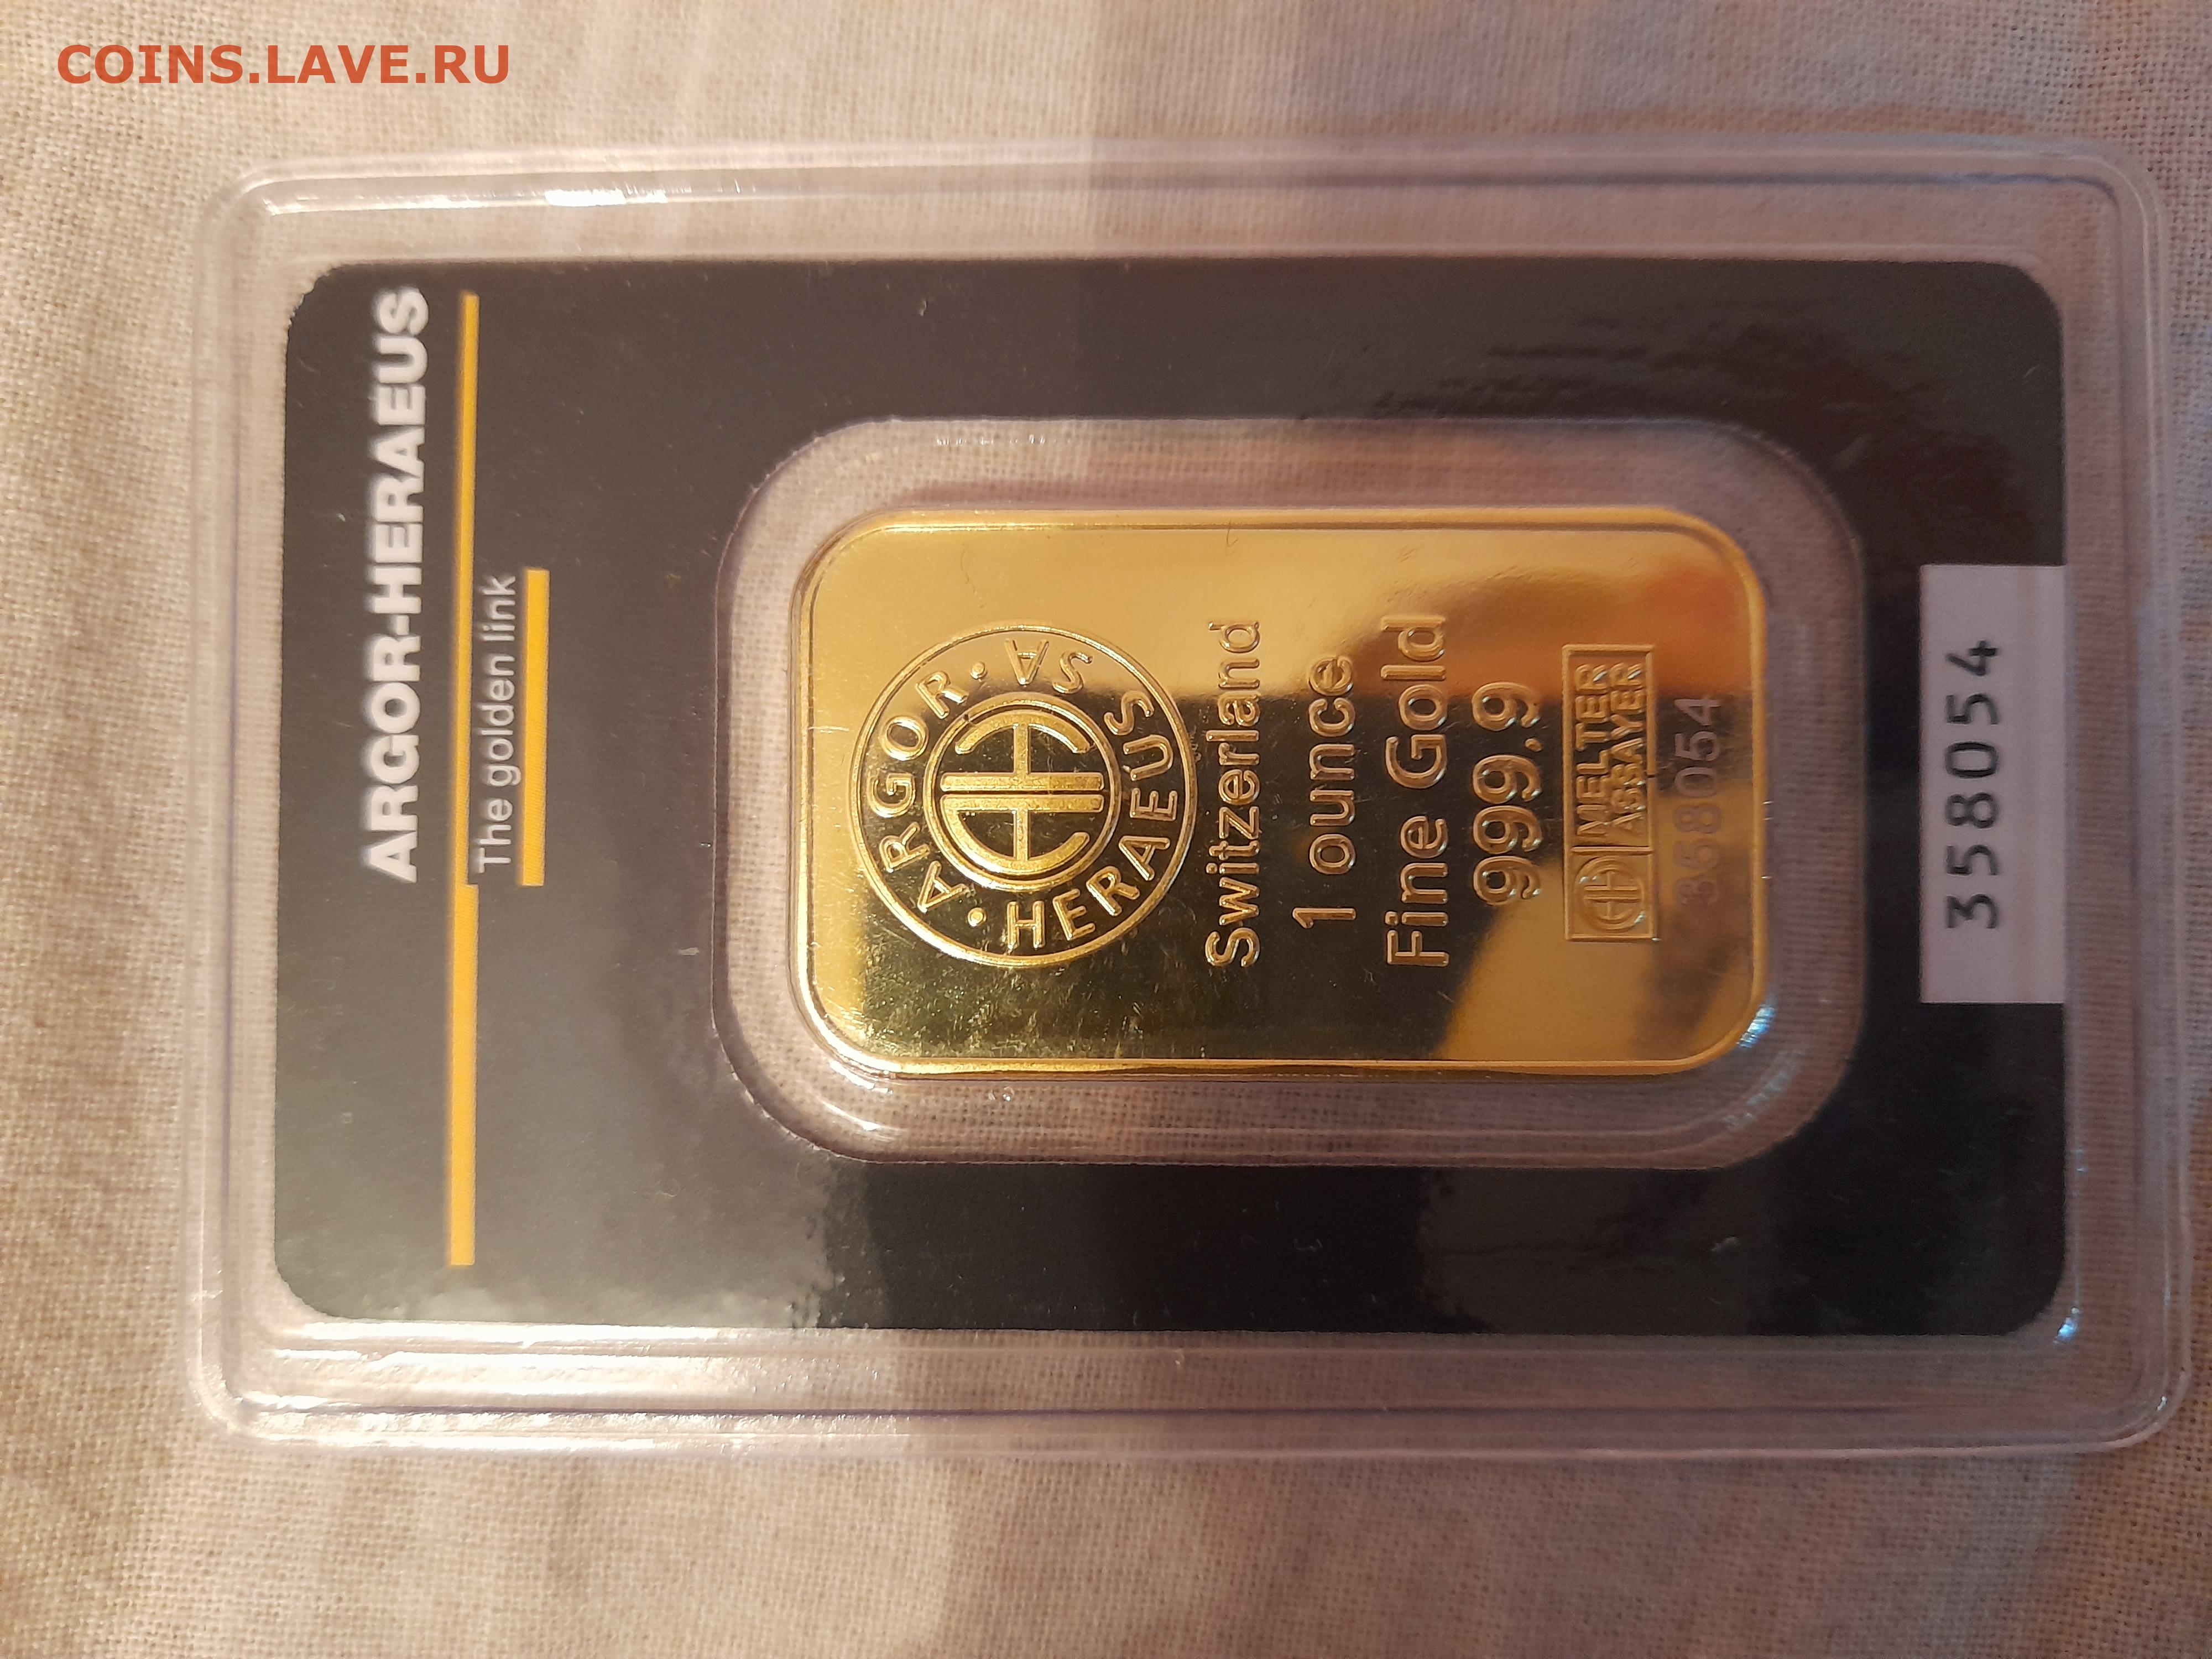 COINS.LAVE.RU
ARGOR-HERAEUS
The golden link
ARGOR · HERAEUS SA ·
Switzerland
1 ounce
Fine Gold
999.9
MELTER
ASSAYER
358054
358054